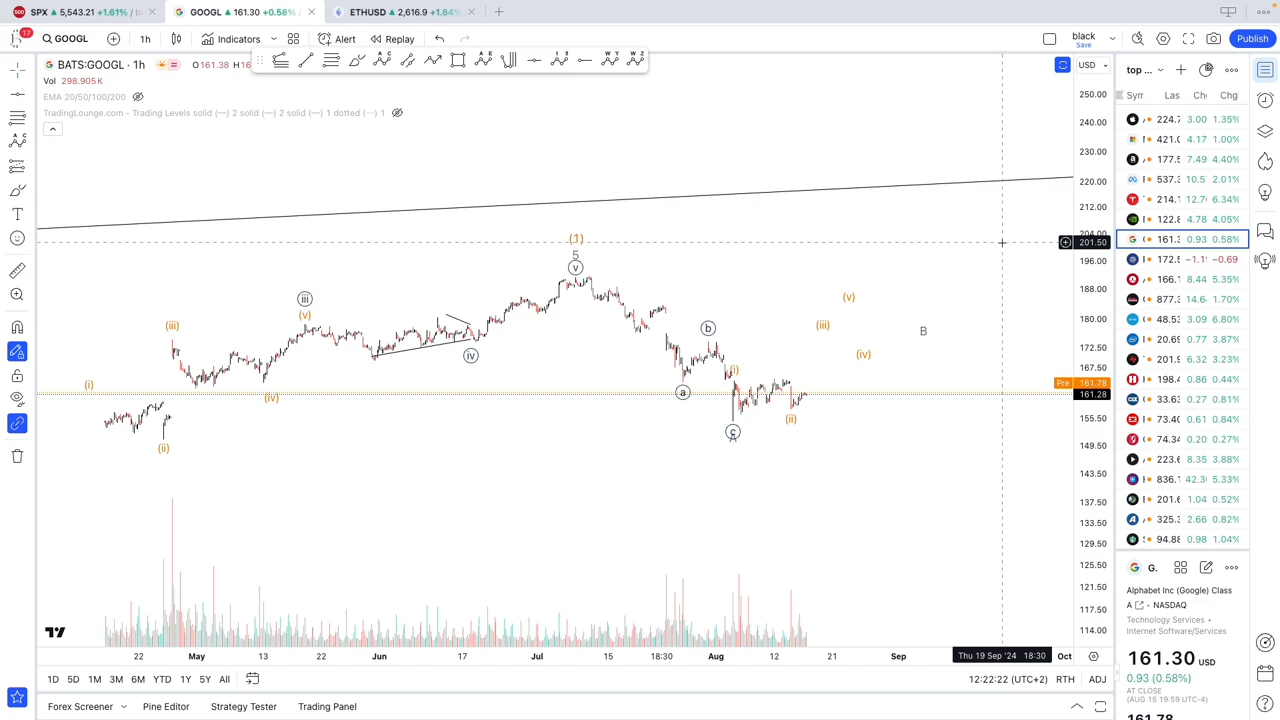 SPX ▲ 5,543.21 +1.61% /
GOOGL ▲ 161.30 +0.58%
ETHUSD ▲ 2,616.9 +1.84%
17
GOOGL
1h
Indicators
Alert
Replay
black
Save
Publish
BATS:GOOGL · 1h
O161.38
Vol 298.905K
EMA 20/50/100/200
TradingLounge.com - Trading Levels solid (—) 2 solid (—) 2 solid (—) 1 dotted (—) 1
USD
250.00
240.00
230.00
220.00
212.00
204.00
201.50
196.00
188.00
180.00
172.50
167.50
Pre 161.78
161.28
155.50
149.50
143.50
137.50
133.50
129.50
125.50
121.50
117.50
114.00
(1)
5
v
iii
(v)
(iii)
iv
(i)
(iv)
(ii)
b
(i)
a
c
A
(ii)
(iii)
(v)
(iv)
B
22
May
13
22
Jun
17
Jul
15
18:30
Aug
12
21
Sep
Thu 19 Sep '24 18:30
Oct
1D 5D 1M 3M 6M YTD 1Y 5Y All
12:22:22 (UTC+2)
RTH
ADJ
Forex Screener
Pine Editor
Strategy Tester
Trading Panel
top ...
Las
Chg
224.7 3.00 1.35%
421.0 4.17 1.00%
177.5 7.49 4.40%
537.3 10.5 2.01%
214.1 12.7 6.34%
122.8 4.78 4.05%
161.3 0.93 0.58%
172.5 −1.1 −0.69
166.1 8.44 5.35%
877.3 14.6 1.70%
48.53 3.09 6.80%
20.69 0.77 3.87%
201.9 6.32 3.23%
198.4 0.86 0.44%
33.63 0.27 0.81%
73.40 0.61 0.84%
74.34 0.20 0.27%
223.6 8.35 3.88%
836.1 42.3 5.33%
201.6 1.04 0.52%
325.3 2.66 0.82%
94.88 0.98 1.04%
G.
Alphabet Inc (Google) Class
A • NASDAQ
Technology Services •
Internet Software/Services
161.30 USD
0.93 (0.58%)
AT CLOSE
(AUG 15 19:59 UTC-4)
161.78